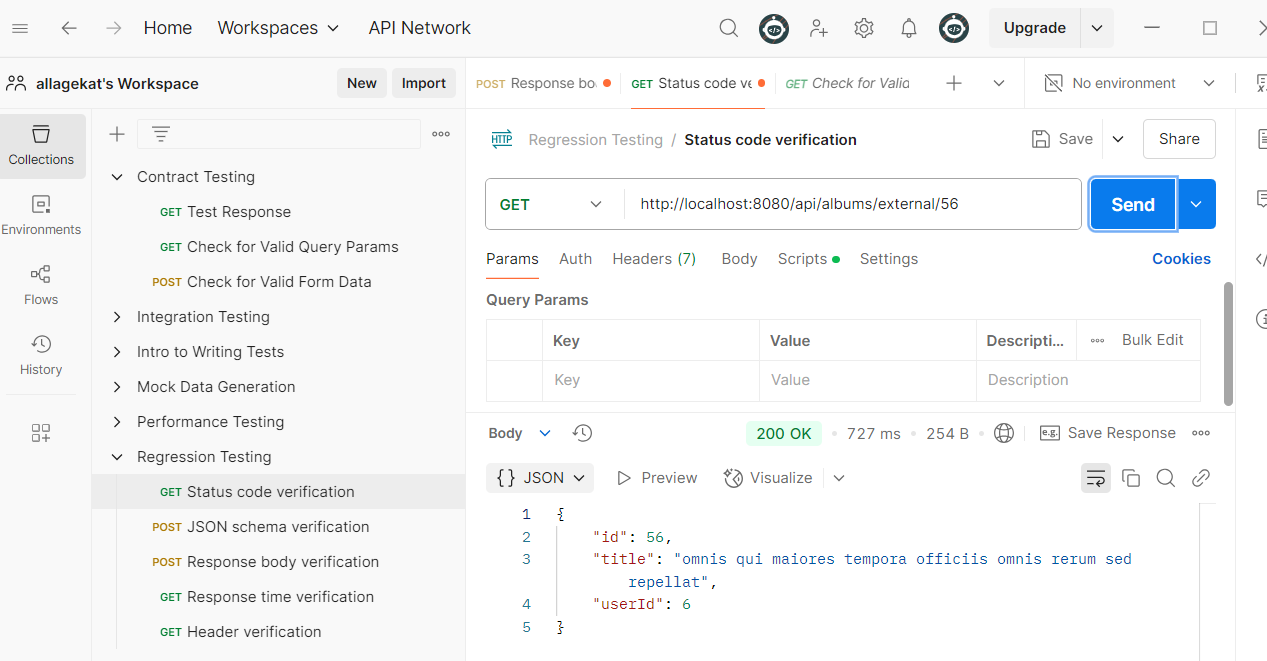 Home Workspaces API Network Upgrade
allagekat's Workspace New Import
POST Response bo GET Status code ve GET Check for Valid No environment
Collections
Environments
Flows
History
Contract Testing
GET Test Response
GET Check for Valid Query Params
POST Check for Valid Form Data
Integration Testing
Intro to Writing Tests
Mock Data Generation
Performance Testing
Regression Testing
GET Status code verification
POST JSON schema verification
POST Response body verification
GET Response time verification
GET Header verification
HTTP Regression Testing / Status code verification Save Share
GET http://localhost:8080/api/albums/external/56 Send
Params Auth Headers (7) Body Scripts Settings Cookies
Query Params
Key Value Descripti... Bulk Edit
Key Value Description
Body 200 OK 727 ms 254 B e.g. Save Response
{} JSON Preview Visualize
1 {
2 "id": 56,
3 "title": "omnis qui maiores tempora officiis omnis rerum sed
repellat",
4 "userId": 6
5 }